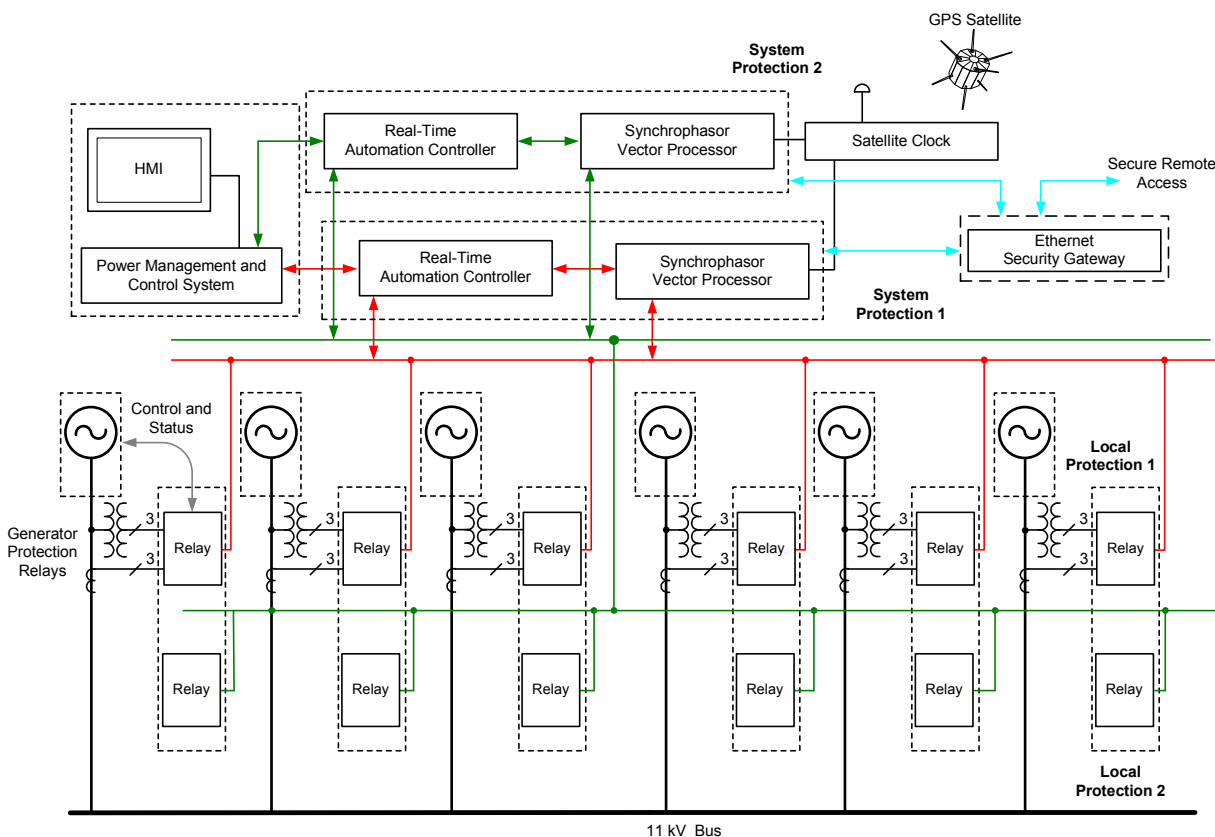 GPS Satellite
System
Protection 2
Real-Time
Automation Controller
Synchrophasor
Vector Processor
Satellite Clock
HMI
Secure Remote
Access
Power Management and
Control System
Real-Time
Automation Controller
Synchrophasor
Vector Processor
Ethernet
Security Gateway
System
Protection 1
Control and
Status
Local
Protection 1
Generator
Protection
Relays
3
3
Relay
3
3
Relay
3
3
Relay
3
3
Relay
3
3
Relay
3
3
Relay
Relay
Relay
Relay
Relay
Relay
Relay
Local
Protection 2
11 kV Bus